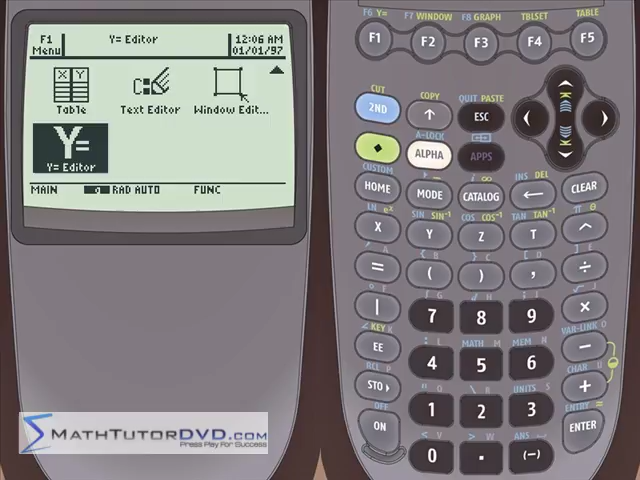 F1
Menu
Y= Editor
12:06 AM
01/01/97
X Y
Table
Text Editor
Window Edit...
Y=
Y= Editor
MAIN
RAD AUTO
FUNC
MATHTUTORDVD.COM
Press Play For Success
F6 Y= F7 WINDOW F8 GRAPH TBLSET TABLE
F1 F2 F3 F4 F5
CUT COPY QUIT PASTE
2ND ↑ ESC
A-LOCK
◆ ALPHA APPS
CUSTOM INS DEL
HOME MODE CATALOG ← CLEAR
LN eˣ SIN SIN⁻¹ COS COS⁻¹ TAN TAN⁻¹ π θ
X Y Z T ^
= ( ) , ÷
| 7 8 9 ×
∠ KEY MATH M MEM N VAR-LINK O
EE 4 5 6 −
RCL P UNITS S CHAR U
STO▸ 1 2 3 +
OFF ENTRY =
ON ENTER
< V > W ANS
0 . (−)